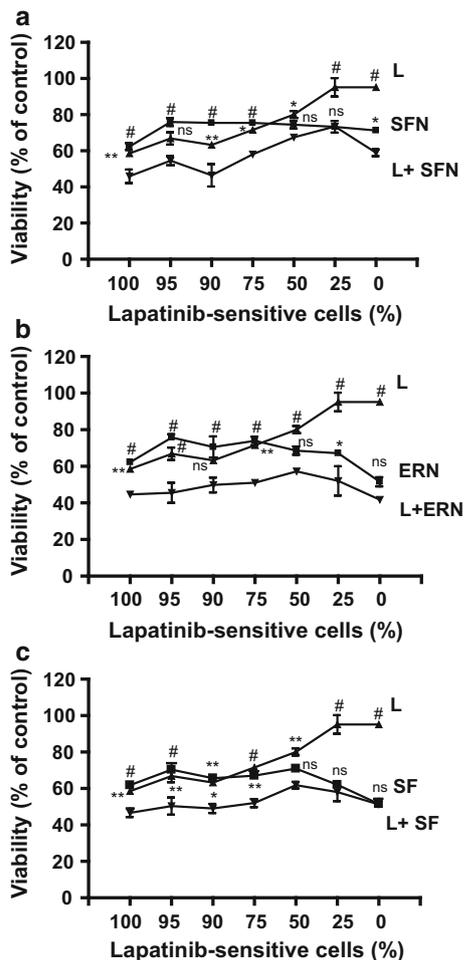 a
Viability (% of control)
120
100
80
60
40
20
0
# # # # * # #
L
ns ns ns *
SFN
** ** *
L+ SFN
100 95 90 75 50 25 0
Lapatinib-sensitive cells (%)
b
Viability (% of control)
120
100
80
60
40
20
0
# # # # # # #
L
** # ns ** ns * ns
ERN
L+ERN
100 95 90 75 50 25 0
Lapatinib-sensitive cells (%)
c
Viability (% of control)
120
100
80
60
40
20
0
# # ** # ** # #
L
** ** * ** ns ns ns
SF
L+ SF
100 95 90 75 50 25 0
Lapatinib-sensitive cells (%)